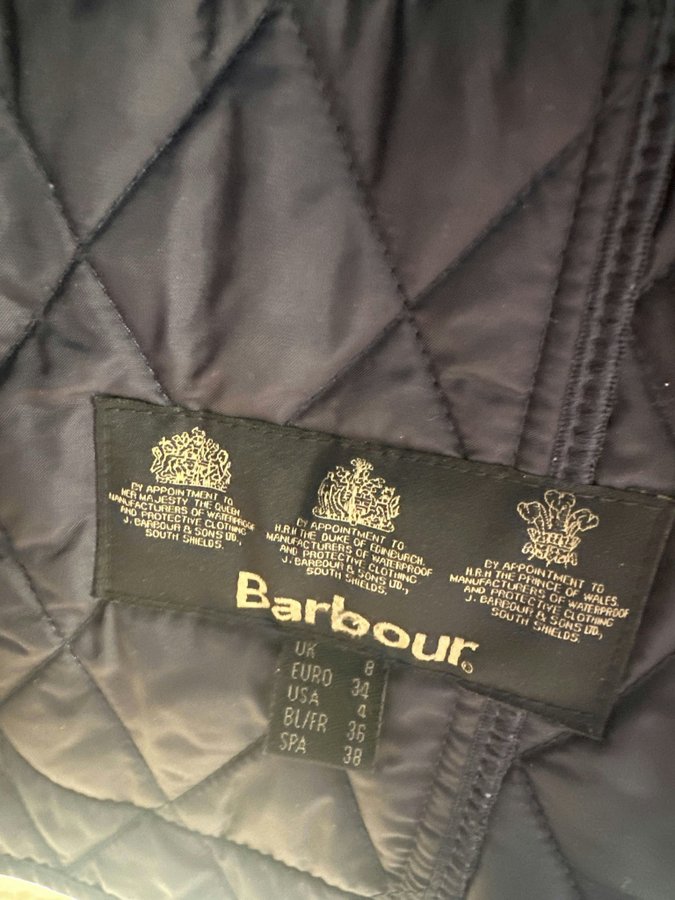 BY APPOINTMENT TO
HER MAJESTY THE QUEEN
MANUFACTURERS OF WATERPROOF
AND PROTECTIVE CLOTHING
J. BARBOUR & SONS LTD.,
SOUTH SHIELDS.
BY APPOINTMENT TO
H.R.H THE DUKE OF EDINBURGH.
MANUFACTURERS OF WATERPROOF
AND PROTECTIVE CLOTHING
J. BARBOUR & SONS LTD.,
SOUTH SHIELDS.
BY APPOINTMENT TO
H.R.H THE PRINCE OF WALES.
MANUFACTURERS OF WATERPROOF
AND PROTECTIVE CLOTHING
J. BARBOUR & SONS LTD.,
SOUTH SHIELDS.
Barbour®
UK 8
EURO 34
USA 4
BL/FR 36
SPA 38